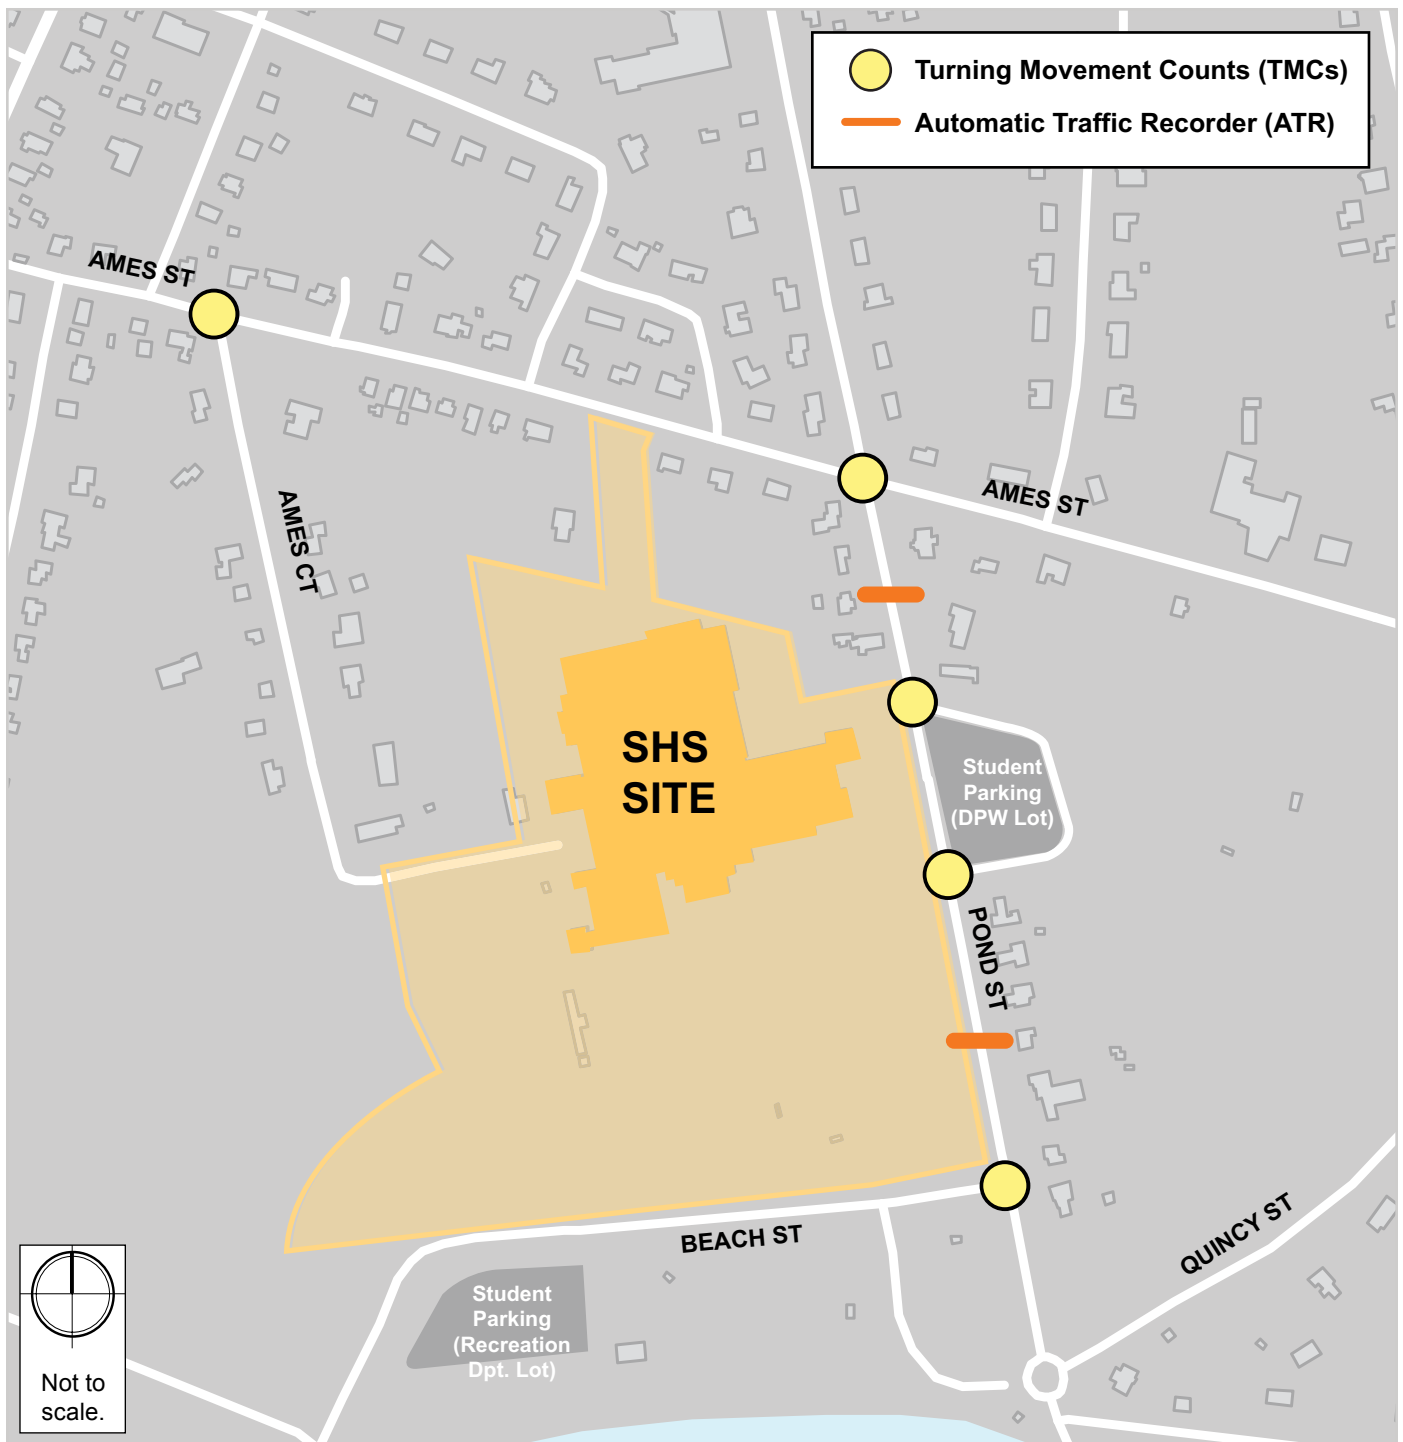 Turning Movement Counts (TMCs)
Automatic Traffic Recorder (ATR)
AMES ST
AMES ST
AMES CT
SHS
SITE
Student
Parking
(DPW Lot)
POND ST
BEACH ST
QUINCY ST
Student
Parking
(Recreation
Dpt. Lot)
Not to
scale.